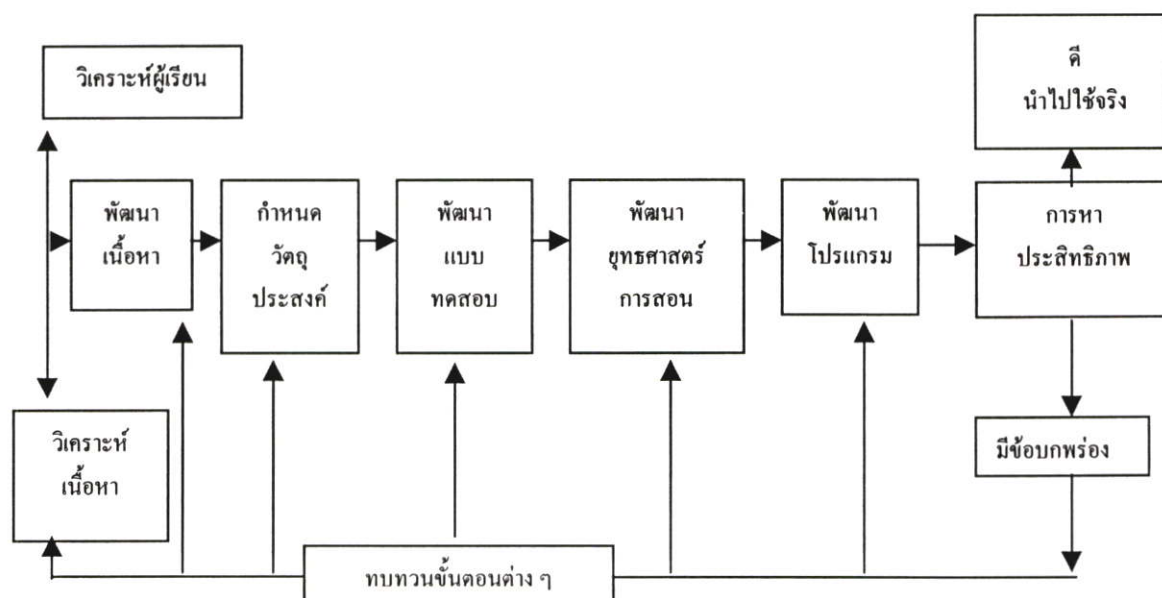 วิเคราะห์ผู้เรียน
ดี
นำไปใช้จริง
พัฒนา
เนื้อหา
กำหนด
วัตถุ
ประสงค์
พัฒนา
แบบ
ทดสอบ
พัฒนา
ยุทธศาสตร์
การสอน
พัฒนา
โปรแกรม
การหา
ประสิทธิภาพ
วิเคราะห์
เนื้อหา
มีข้อบกพร่อง
ทบทวนขั้นตอนต่าง ๆ